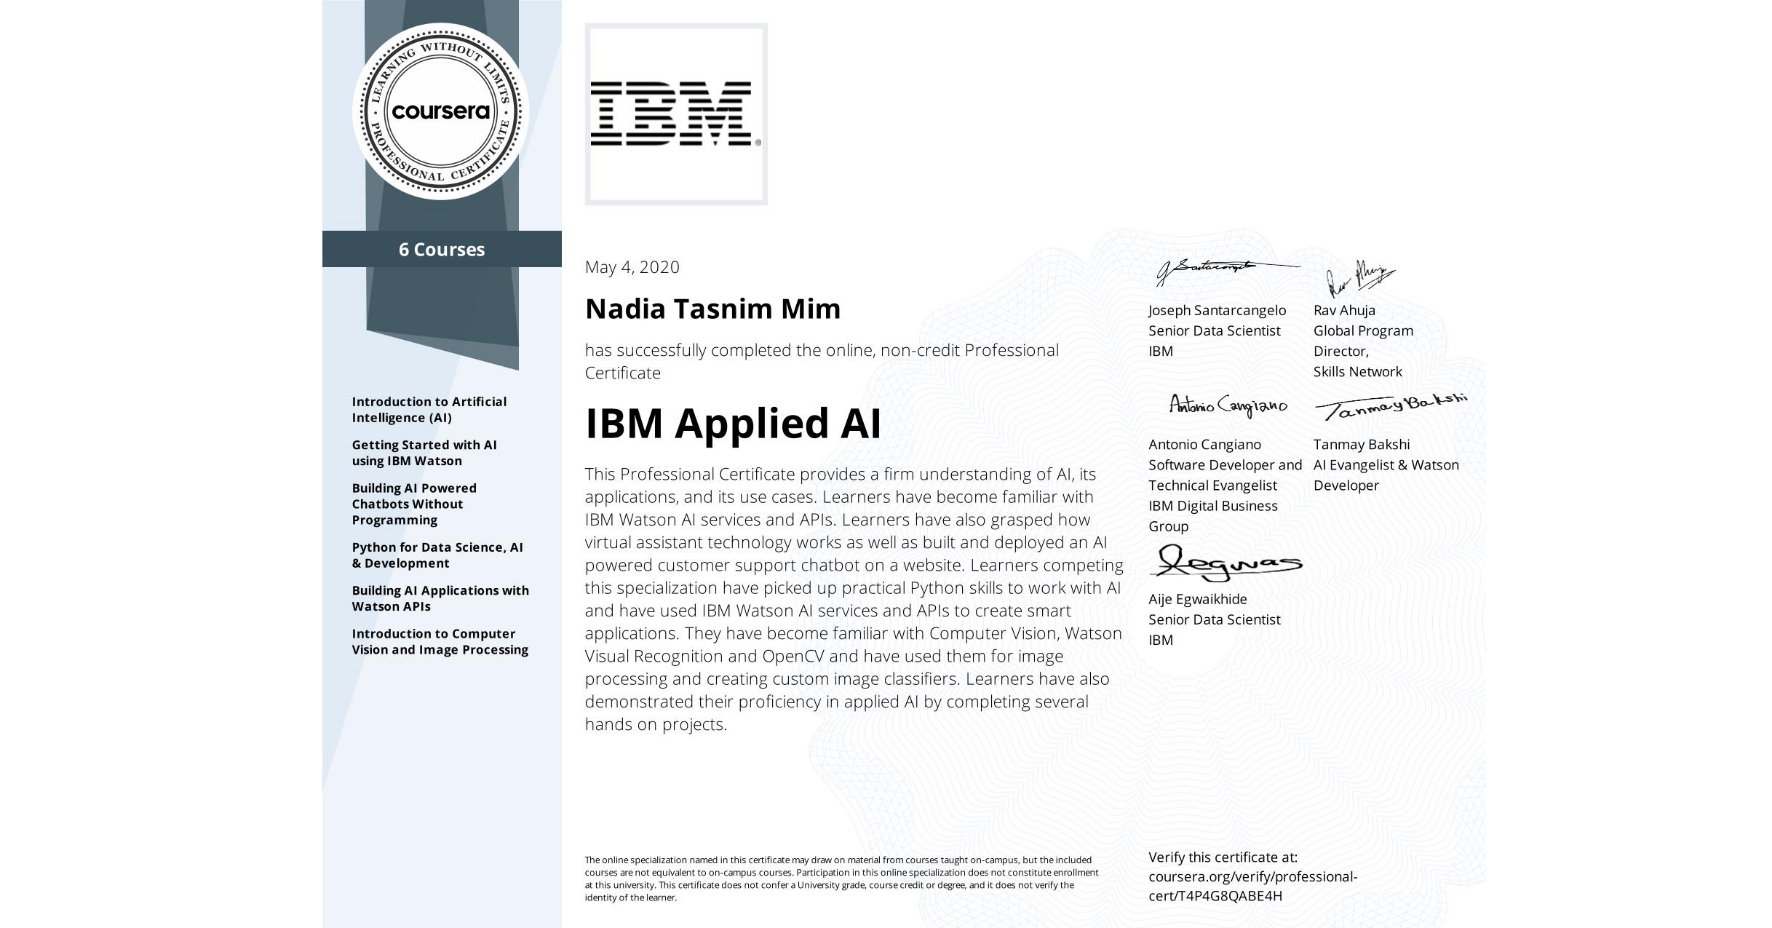 LEARNING WITHOUT LIMITS
coursera
PROFESSIONAL CERTIFICATE
6 Courses
Introduction to Artificial
Intelligence (AI)
Getting Started with AI
using IBM Watson
Building AI Powered
Chatbots Without
Programming
Python for Data Science, AI
& Development
Building AI Applications with
Watson APIs
Introduction to Computer
Vision and Image Processing
IBM®
May 4, 2020
Nadia Tasnim Mim
has successfully completed the online, non-credit Professional
Certificate
IBM Applied AI
This Professional Certificate provides a firm understanding of AI, its
applications, and its use cases. Learners have become familiar with
IBM Watson AI services and APIs. Learners have also grasped how
virtual assistant technology works as well as built and deployed an AI
powered customer support chatbot on a website. Learners competing
this specialization have picked up practical Python skills to work with AI
and have used IBM Watson AI services and APIs to create smart
applications. They have become familiar with Computer Vision, Watson
Visual Recognition and OpenCV and have used them for image
processing and creating custom image classifiers. Learners have also
demonstrated their proficiency in applied AI by completing several
hands on projects.
The online specialization named in this certificate may draw on material from courses taught on-campus, but the included
courses are not equivalent to on-campus courses. Participation in this online specialization does not constitute enrollment
at this university. This certificate does not confer a University grade, course credit or degree, and it does not verify the
identity of the learner.
J Santarcangelo
Joseph Santarcangelo
Senior Data Scientist
IBM
Rav Ahuja
Rav Ahuja
Global Program
Director,
Skills Network
Antonio Cangiano
Antonio Cangiano
Software Developer and
Technical Evangelist
IBM Digital Business
Group
Tanmay Bakshi
Tanmay Bakshi
AI Evangelist & Watson
Developer
Aije Egwaikhide
Senior Data Scientist
IBM
Verify this certificate at:
coursera.org/verify/professional-
cert/T4P4G8QABE4H